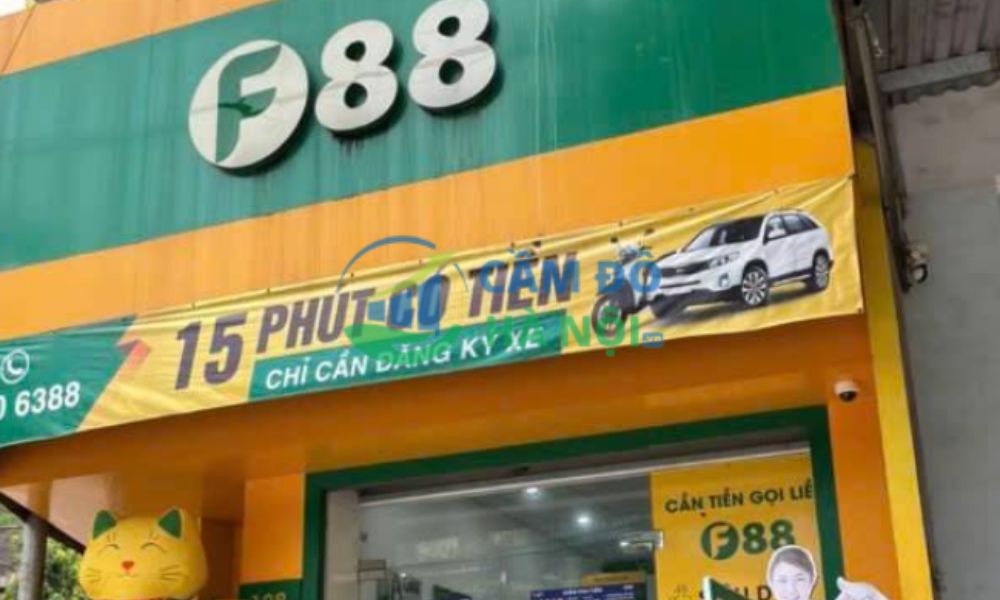 F88
15 PHÚT CÓ TIỀN
CHỈ CẦN ĐĂNG KÝ XE
6388
CẦM ĐỒ
HÀ NỘI
CẦN TIỀN GỌI LIỀ
F88